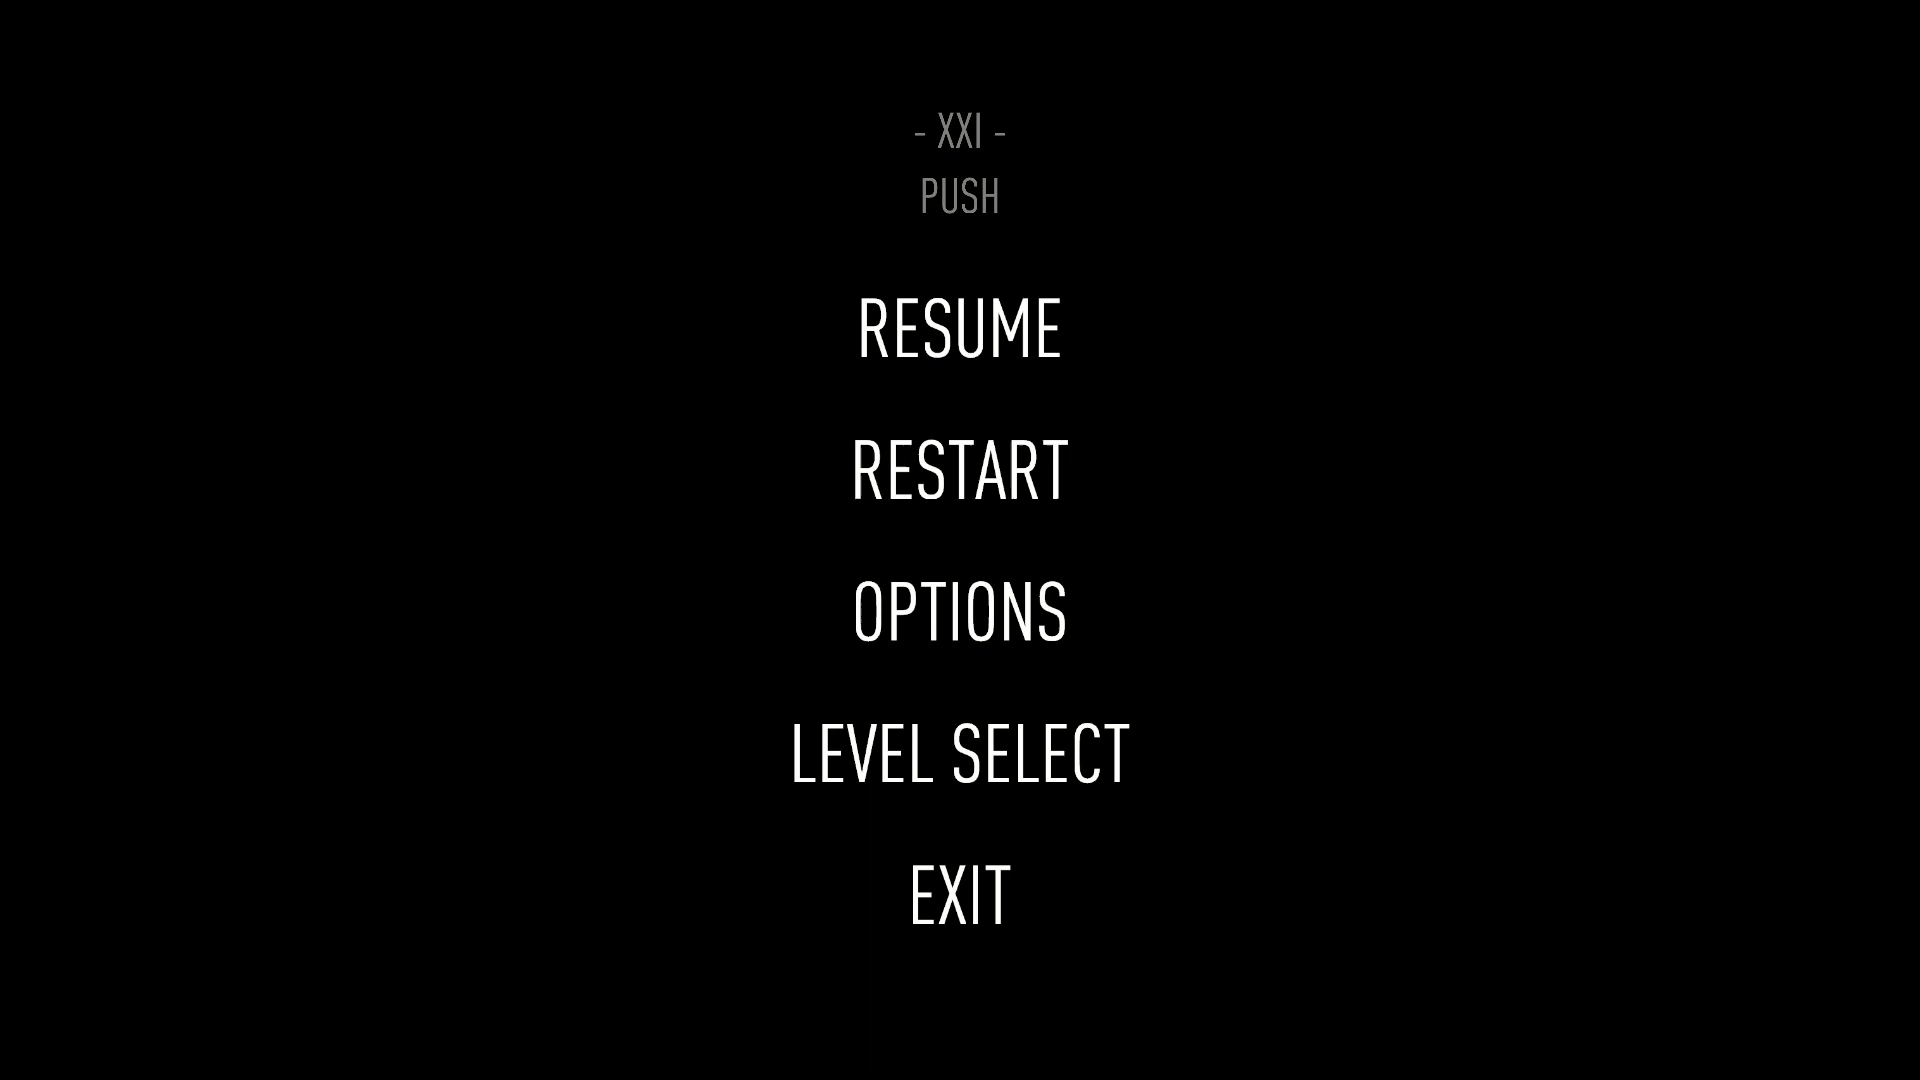 - XXI -
PUSH
RESUME
RESTART
OPTIONS
LEVEL SELECT
EXIT